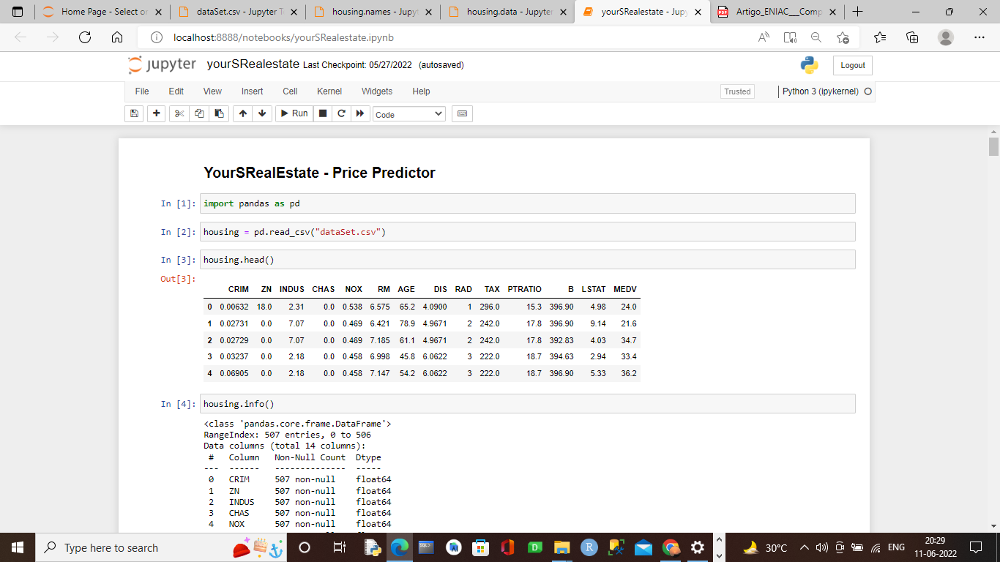 Home Page - Select or
dataSet.csv - Jupyter T
housing.names - Jupy
housing.data - Jupyter
yourSRealestate - Jupy
PDF
Artigo_ENIAC___Comp
localhost:8888/notebooks/yourSRealestate.ipynb
jupyter yourSRealestate Last Checkpoint: 05/27/2022 (autosaved)
Logout
File Edit View Insert Cell Kernel Widgets Help
Trusted
Python 3 (ipykernel)
Run
Code
YourSRealEstate - Price Predictor
In [1]: import pandas as pd
In [2]: housing = pd.read_csv("dataSet.csv")
In [3]: housing.head()
Out[3]:
CRIM ZN INDUS CHAS NOX RM AGE DIS RAD TAX PTRATIO B LSTAT MEDV
0 0.00632 18.0 2.31 0.0 0.538 6.575 65.2 4.0900 1 296.0 15.3 396.90 4.98 24.0
1 0.02731 0.0 7.07 0.0 0.469 6.421 78.9 4.9671 2 242.0 17.8 396.90 9.14 21.6
2 0.02729 0.0 7.07 0.0 0.469 7.185 61.1 4.9671 2 242.0 17.8 392.83 4.03 34.7
3 0.03237 0.0 2.18 0.0 0.458 6.998 45.8 6.0622 3 222.0 18.7 394.63 2.94 33.4
4 0.06905 0.0 2.18 0.0 0.458 7.147 54.2 6.0622 3 222.0 18.7 396.90 5.33 36.2
In [4]: housing.info()
<class 'pandas.core.frame.DataFrame'>
RangeIndex: 507 entries, 0 to 506
Data columns (total 14 columns):
# Column Non-Null Count Dtype
--- ------ -------------- -----
0 CRIM 507 non-null float64
1 ZN 507 non-null float64
2 INDUS 507 non-null float64
3 CHAS 507 non-null float64
4 NOX 507 non-null float64
Type here to search
SQL
D
R
30°C
ENG
20:29
11-06-2022